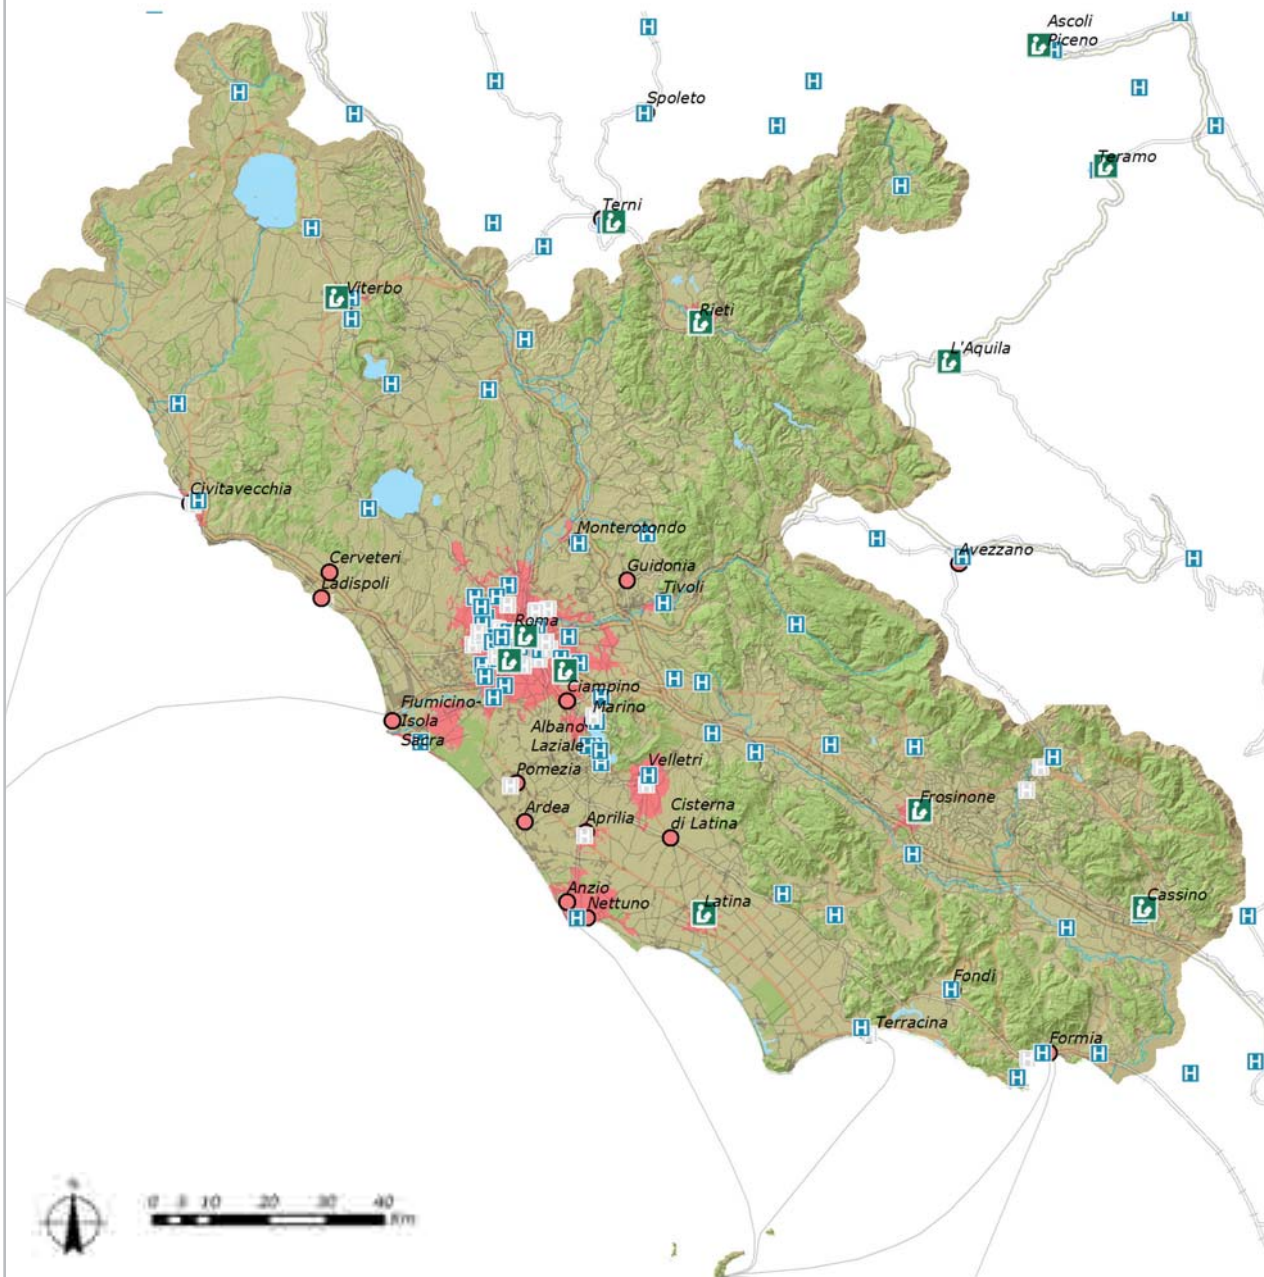 Ascoli
Piceno
Spoleto
Teramo
Terni
Viterbo
Rieti
L'Aquila
Civitavecchia
Monterotondo
Avezzano
Cerveteri
Guidonia
Ladispoli
Tivoli
Roma
Ciampino
Fiumicino-
Isola
Sacra
Marino
Albano
Laziale
Velletri
Pomezia
Frosinone
Cisterna
di Latina
Ardea
Aprilia
Anzio
Nettuno
Latina
Cassino
Fondi
Terracina
Formia
0 5 10 20 30 40
Km